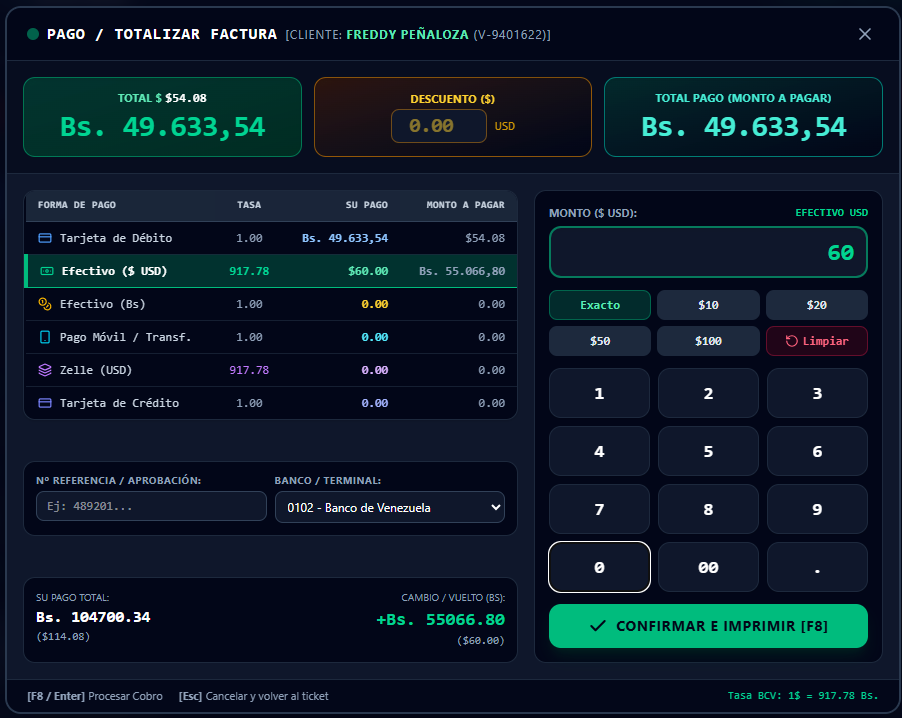 PAGO / TOTALIZAR FACTURA [CLIENTE: FREDDY PEÑALOZA (V-9401622)]
TOTAL $ $54.08
Bs. 49.633,54
DESCUENTO ($)
0.00 USD
TOTAL PAGO (MONTO A PAGAR)
Bs. 49.633,54
FORMA DE PAGO TASA SU PAGO MONTO A PAGAR
Tarjeta de Débito 1.00 Bs. 49.633,54 $54.08
Efectivo ($ USD) 917.78 $60.00 Bs. 55.066,80
Efectivo (Bs) 1.00 0.00 0.00
Pago Móvil / Transf. 1.00 0.00 0.00
Zelle (USD) 917.78 0.00 0.00
Tarjeta de Crédito 1.00 0.00 0.00
Nº REFERENCIA / APROBACIÓN: BANCO / TERMINAL:
Ej: 489201... 0102 - Banco de Venezuela
SU PAGO TOTAL: CAMBIO / VUELTO (BS):
Bs. 104700.34 +Bs. 55066.80
($114.08) ($60.00)
MONTO ($ USD): EFECTIVO USD
60
Exacto $10 $20
$50 $100 Limpiar
1 2 3
4 5 6
7 8 9
0 00 .
CONFIRMAR E IMPRIMIR [F8]
[F8 / Enter] Procesar Cobro [Esc] Cancelar y volver al ticket Tasa BCV: 1$ = 917.78 Bs.